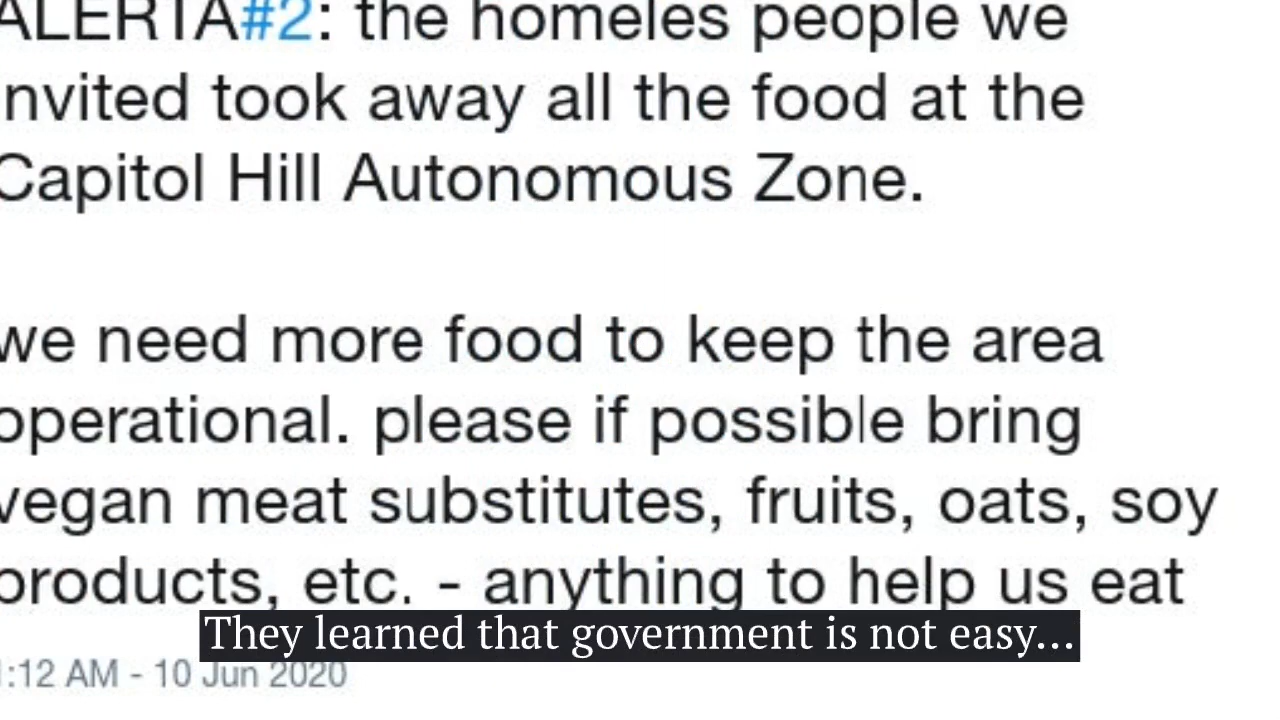 ALERTA#2: the homeles people we
invited took away all the food at the
Capitol Hill Autonomous Zone.
we need more food to keep the area
operational. please if possible bring
vegan meat substitutes, fruits, oats, soy
products, etc. - anything to help us eat
They learned that government is not easy...
1:12 AM - 10 Jun 2020